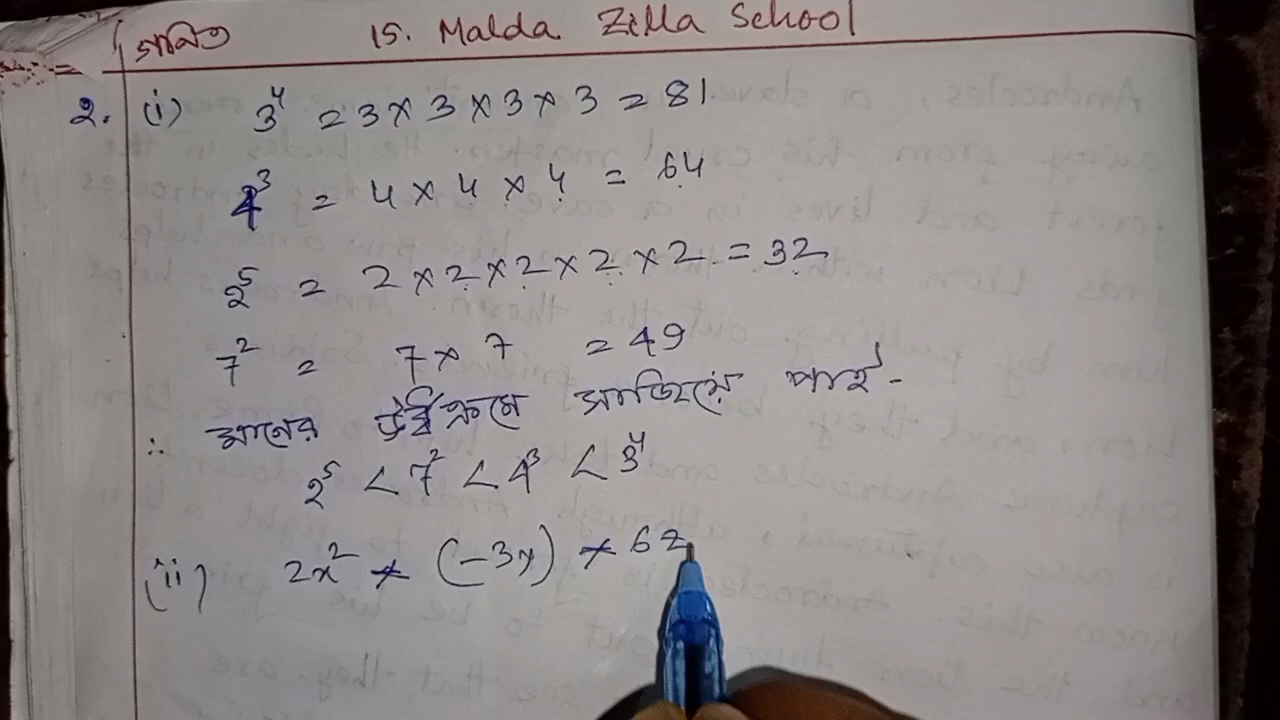 গণিত 15. Malda Zilla School
2. (i) 3⁴ = 3 × 3 × 3 × 3 = 81
4³ = 4 × 4 × 4 = 64
2⁵ = 2 × 2 × 2 × 2 × 2 = 32
7² = 7 × 7 = 49
∴ মানের ঊর্ধ্বক্রমে সাজিয়ে পাই -
2⁵ < 7² < 4³ < 3⁴
(ii) 2x² × (-3y) × 6z